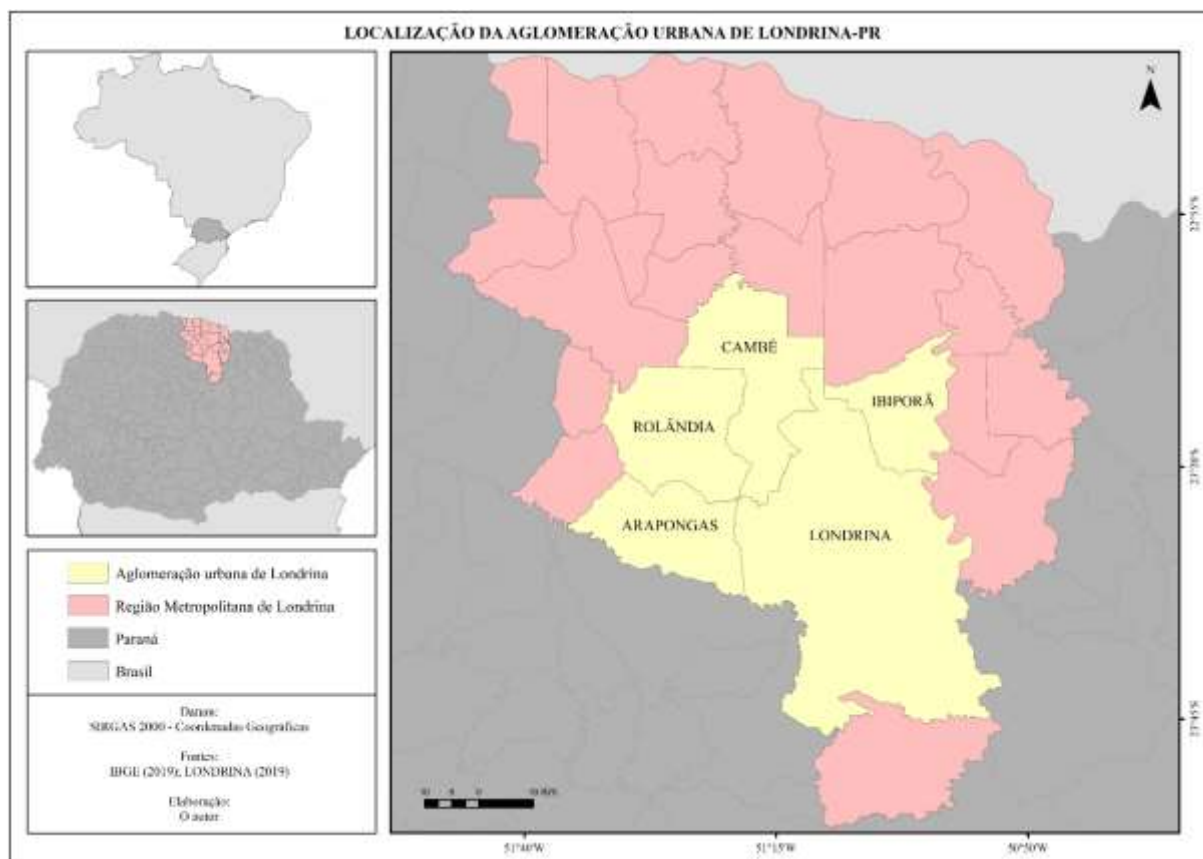 LOCALIZAÇÃO DA AGLOMERAÇÃO URBANA DE LONDRINA-PR
N
CAMBÉ
IBIPORÃ
ROLÂNDIA
ARAPONGAS
LONDRINA
Aglomeração urbana de Londrina
Região Metropolitana de Londrina
Paraná
Brasil
Datum:
SIRGAS 2000 - Coordenadas Geográficas
Fontes:
IBGE (2019); LONDRINA (2019)
Elaboração:
O autor
51°40'W
51°15'W
50°50'W